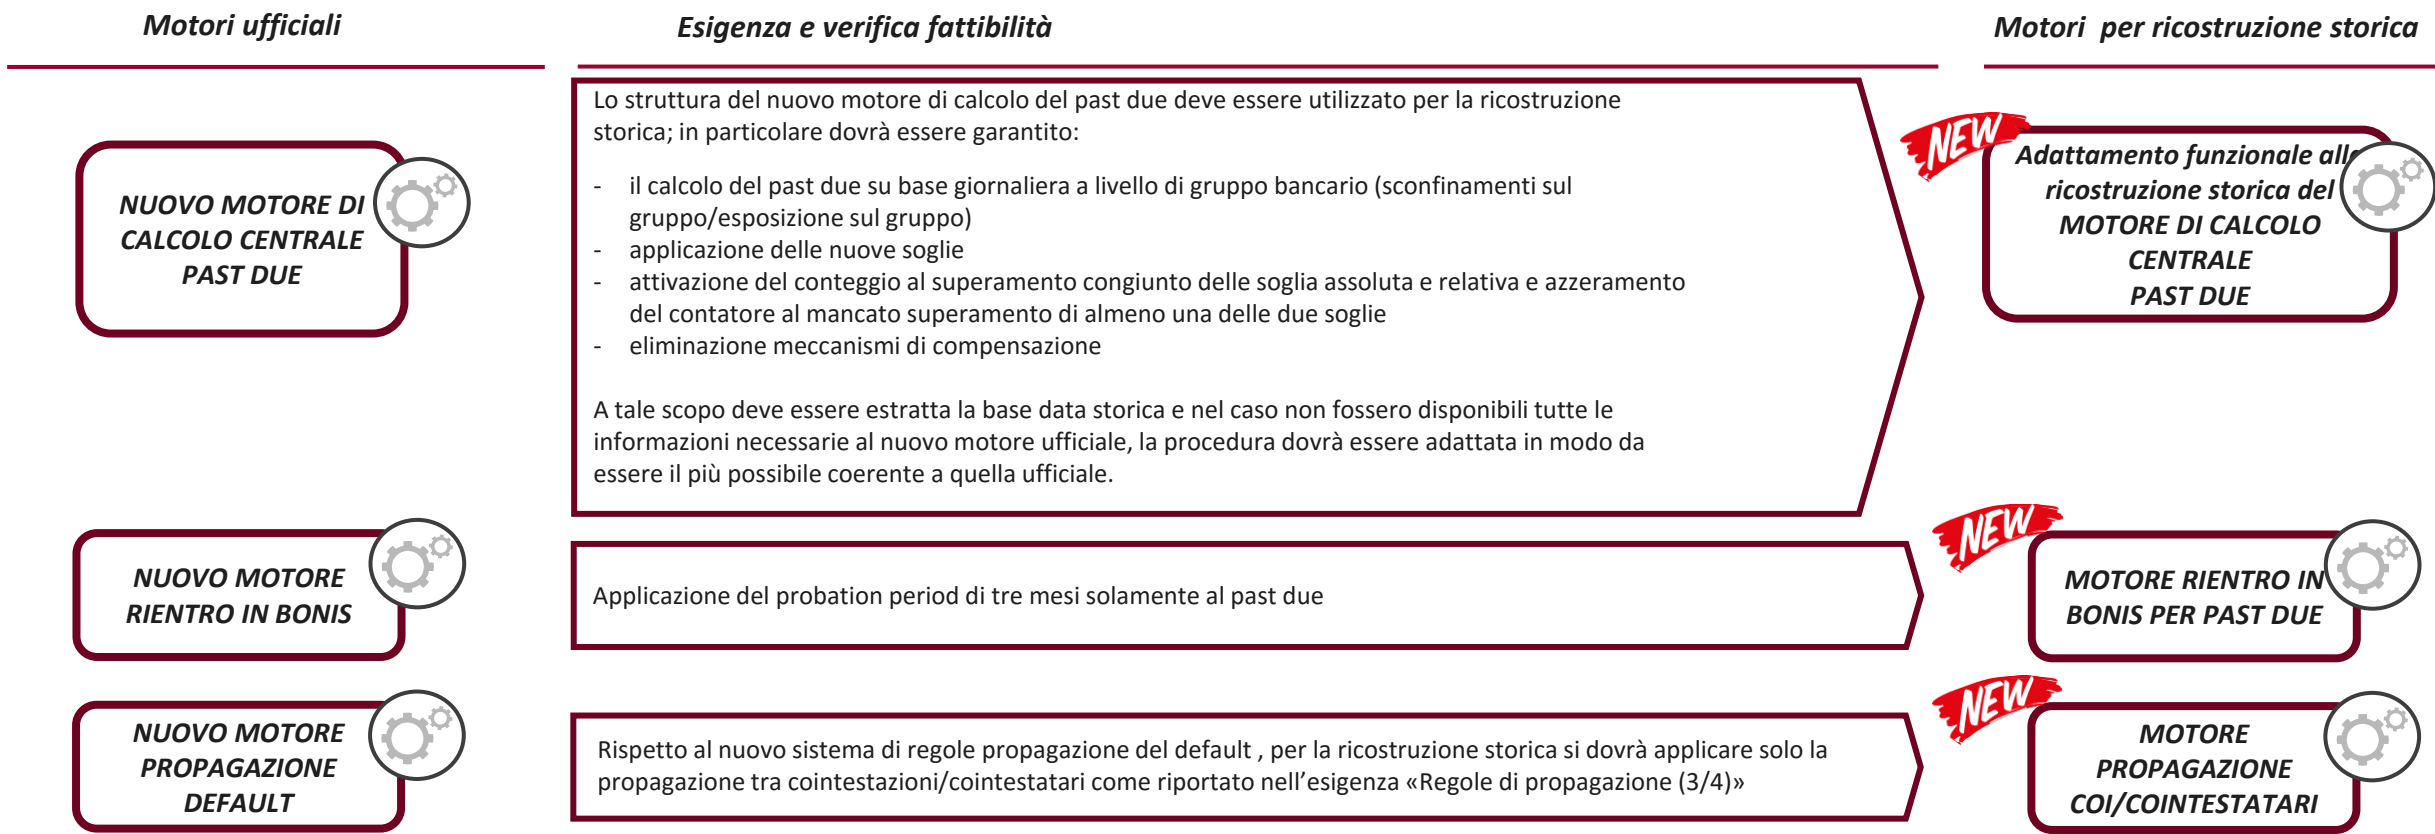 Motori ufficiali
Esigenza e verifica fattibilità
Motori per ricostruzione storica
NUOVO MOTORE DI
CALCOLO CENTRALE
PAST DUE
Lo struttura del nuovo motore di calcolo del past due deve essere utilizzato per la ricostruzione
storica; in particolare dovrà essere garantito:
- il calcolo del past due su base giornaliera a livello di gruppo bancario (sconfinamenti sul
gruppo/esposizione sul gruppo)
- applicazione delle nuove soglie
- attivazione del conteggio al superamento congiunto delle soglia assoluta e relativa e azzeramento
del contatore al mancato superamento di almeno una delle due soglie
- eliminazione meccanismi di compensazione
A tale scopo deve essere estratta la base data storica e nel caso non fossero disponibili tutte le
informazioni necessarie al nuovo motore ufficiale, la procedura dovrà essere adattata in modo da
essere il più possibile coerente a quella ufficiale.
NEW
Adattamento funzionale alla
ricostruzione storica del
MOTORE DI CALCOLO
CENTRALE
PAST DUE
NUOVO MOTORE
RIENTRO IN BONIS
Applicazione del probation period di tre mesi solamente al past due
NEW
MOTORE RIENTRO IN
BONIS PER PAST DUE
NUOVO MOTORE
PROPAGAZIONE
DEFAULT
Rispetto al nuovo sistema di regole propagazione del default , per la ricostruzione storica si dovrà applicare solo la
propagazione tra cointestazioni/cointestatari come riportato nell'esigenza «Regole di propagazione (3/4)»
NEW
MOTORE
PROPAGAZIONE
COI/COINTESTATARI